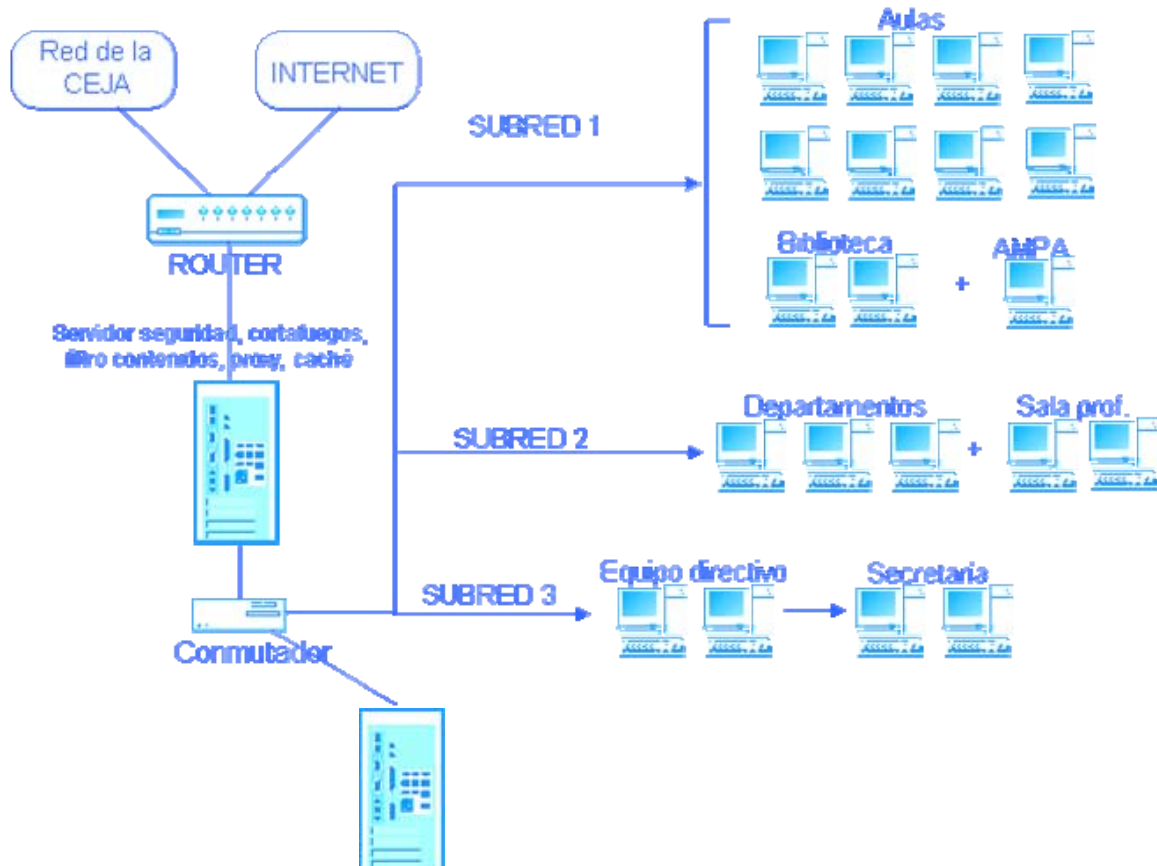 Red de la
CEJA
INTERNET
ROUTER
Servidor seguridad, cortafuegos,
filtro contenidos, proxy, caché
Conmutador
SUBRED 1
Aulas
Biblioteca
+
AMPA
SUBRED 2
Departamentos
+
Sala prof.
SUBRED 3
Equipo directivo
Secretaría